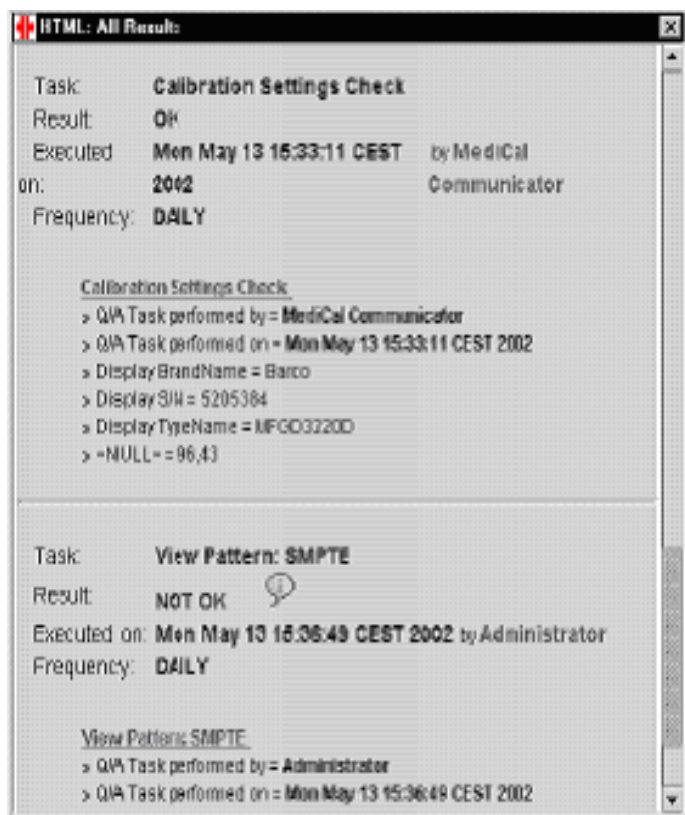 HTML: All Result:
Task: Calibration Settings Check
Result: OK
Executed on: Mon May 13 15:33:11 CEST 2002 by MediCal Communicator
Frequency: DAILY
Calibration Settings Check
> Q/A Task performed by = MediCal Communicator
> Q/A Task performed on = Mon May 13 15:33:11 CEST 2002
> Display BrandName = Barco
> Display S/N = 5205384
> Display TypeName = MFGD3220D
> =NULL= = 96,43
Task: View Pattern: SMPTE
Result: NOT OK
Executed on: Mon May 13 15:36:49 CEST 2002 by Administrator
Frequency: DAILY
View Pattern: SMPTE
> Q/A Task performed by = Administrator
> Q/A Task performed on = Mon May 13 15:36:49 CEST 2002